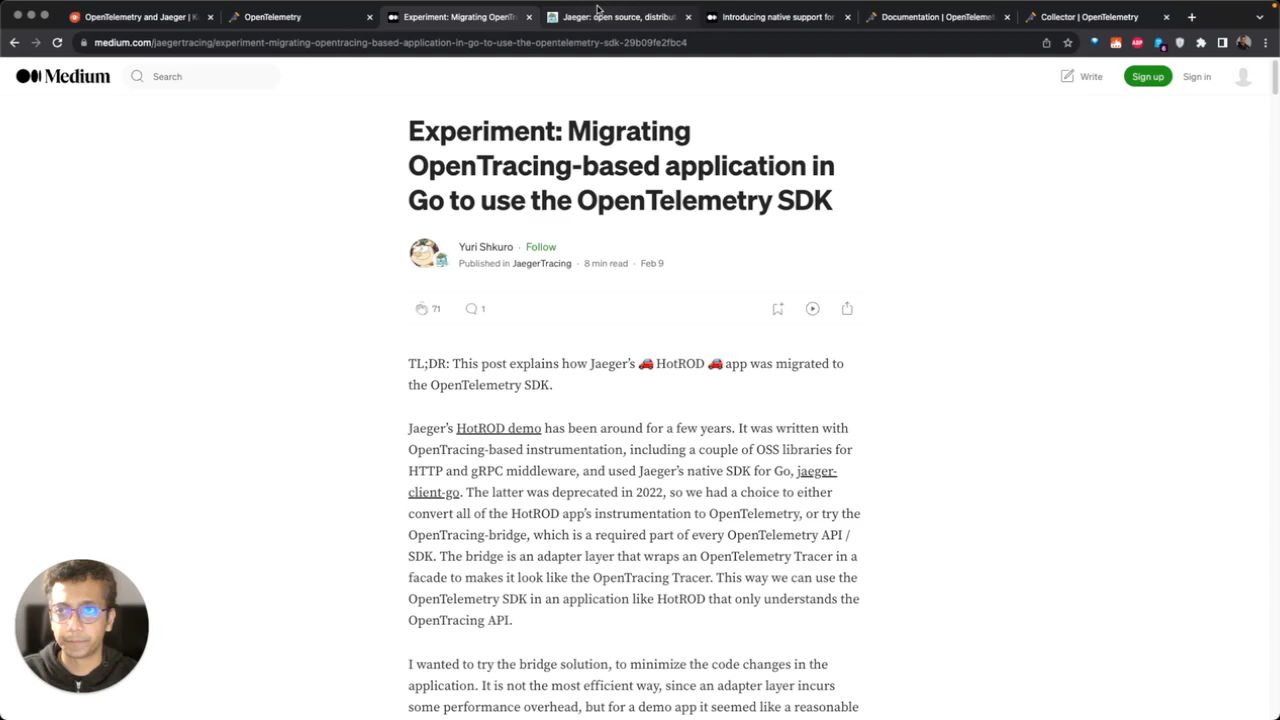 OpenTelemetry and Jaeger | K
OpenTelemetry
Experiment: Migrating OpenTr
Jaeger: open source, distribut
Introducing native support for
Documentation | OpenTelemet
Collector | OpenTelemetry
medium.com/jaegertracing/experiment-migrating-opentracing-based-application-in-go-to-use-the-opentelemetry-sdk-29b09fe2fbc4
ABP
6
Medium
Search
Write
Sign up
Sign in
Experiment: Migrating
OpenTracing-based application in
Go to use the OpenTelemetry SDK
Yuri Shkuro · Follow
Published in JaegerTracing · 8 min read · Feb 9
71
1
TL;DR: This post explains how Jaeger's 🚗 HotROD 🚗 app was migrated to
the OpenTelemetry SDK.
Jaeger's HotROD demo has been around for a few years. It was written with
OpenTracing-based instrumentation, including a couple of OSS libraries for
HTTP and gRPC middleware, and used Jaeger's native SDK for Go, jaeger-
client-go. The latter was deprecated in 2022, so we had a choice to either
convert all of the HotROD app's instrumentation to OpenTelemetry, or try the
OpenTracing-bridge, which is a required part of every OpenTelemetry API /
SDK. The bridge is an adapter layer that wraps an OpenTelemetry Tracer in a
facade to makes it look like the OpenTracing Tracer. This way we can use the
OpenTelemetry SDK in an application like HotROD that only understands the
OpenTracing API.
I wanted to try the bridge solution, to minimize the code changes in the
application. It is not the most efficient way, since an adapter layer incurs
some performance overhead, but for a demo app it seemed like a reasonable